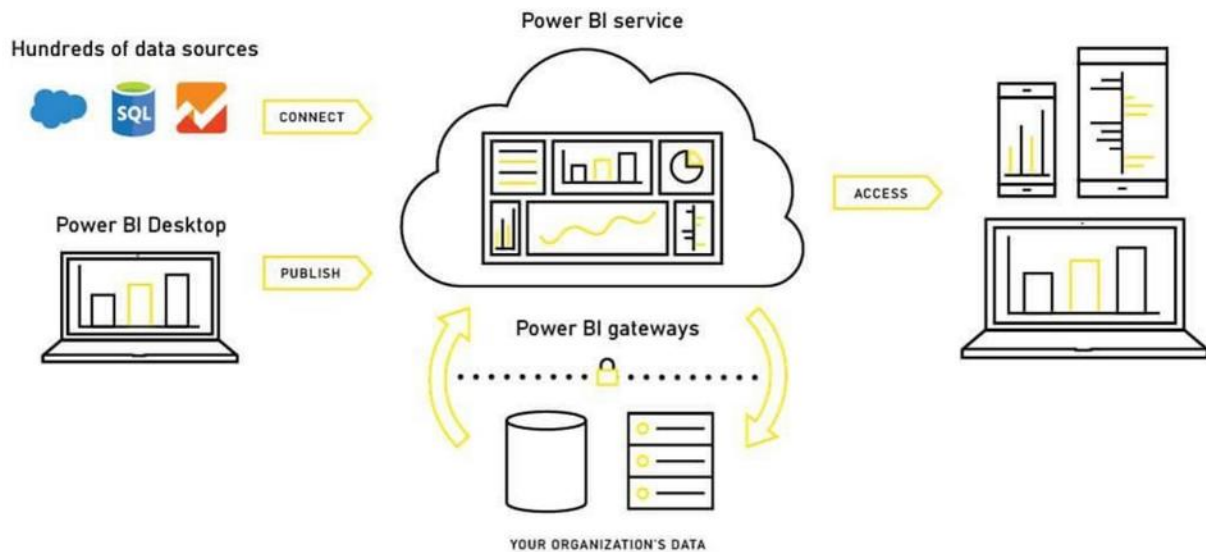 Power BI service
Hundreds of data sources
SQL
CONNECT
ACCESS
Power BI Desktop
PUBLISH
Power BI gateways
YOUR ORGANIZATION'S DATA